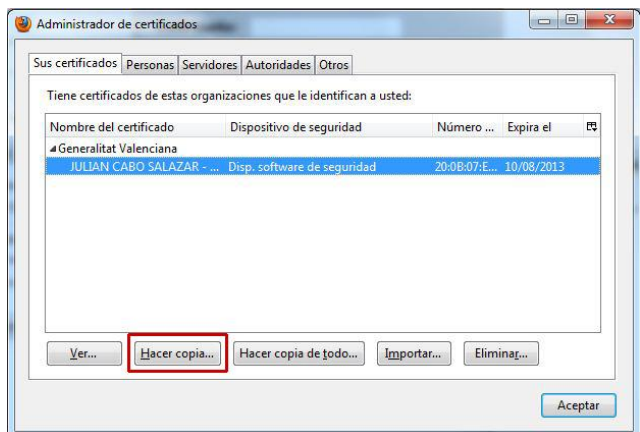 Administrador de certificados
Sus certificados Personas Servidores Autoridades Otros
Tiene certificados de estas organizaciones que le identifican a usted:
Nombre del certificado Dispositivo de seguridad Número ... Expira el
Generalitat Valenciana
JULIAN CABO SALAZAR - ... Disp. software de seguridad 20:0B:07:E... 10/08/2013
Ver... Hacer copia... Hacer copia de todo... Importar... Eliminar...
Aceptar